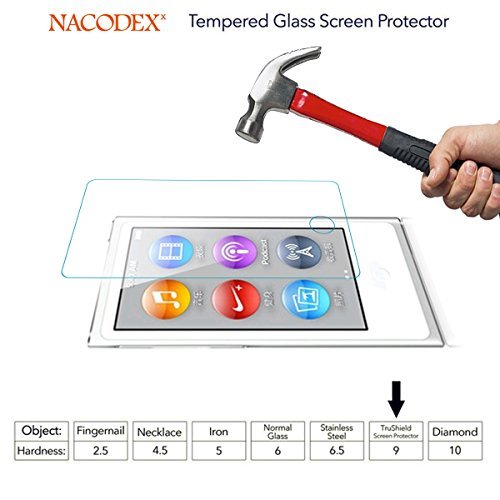 NACODEX x Tempered Glass Screen Protector
Podcast
Object: Fingernail Necklace Iron Normal Glass Stainless Steel TruShield Screen Protector Diamond
Hardness: 2.5 4.5 5 6 6.5 9 10